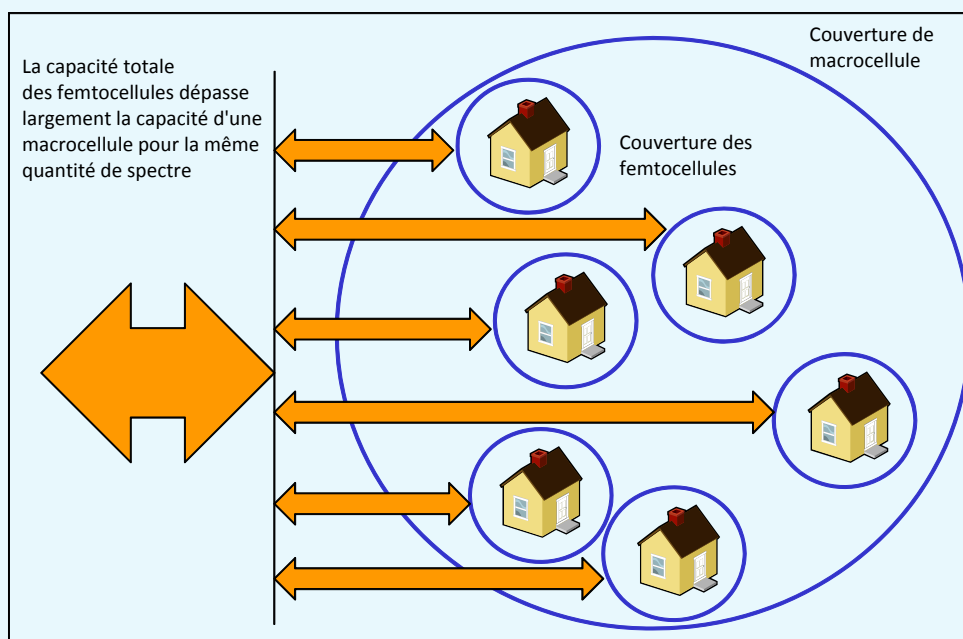 La capacité totale
des femtocellules dépasse
largement la capacité d'une
macrocellule pour la même
quantité de spectre
Couverture de
macrocellule
Couverture des
femtocellules